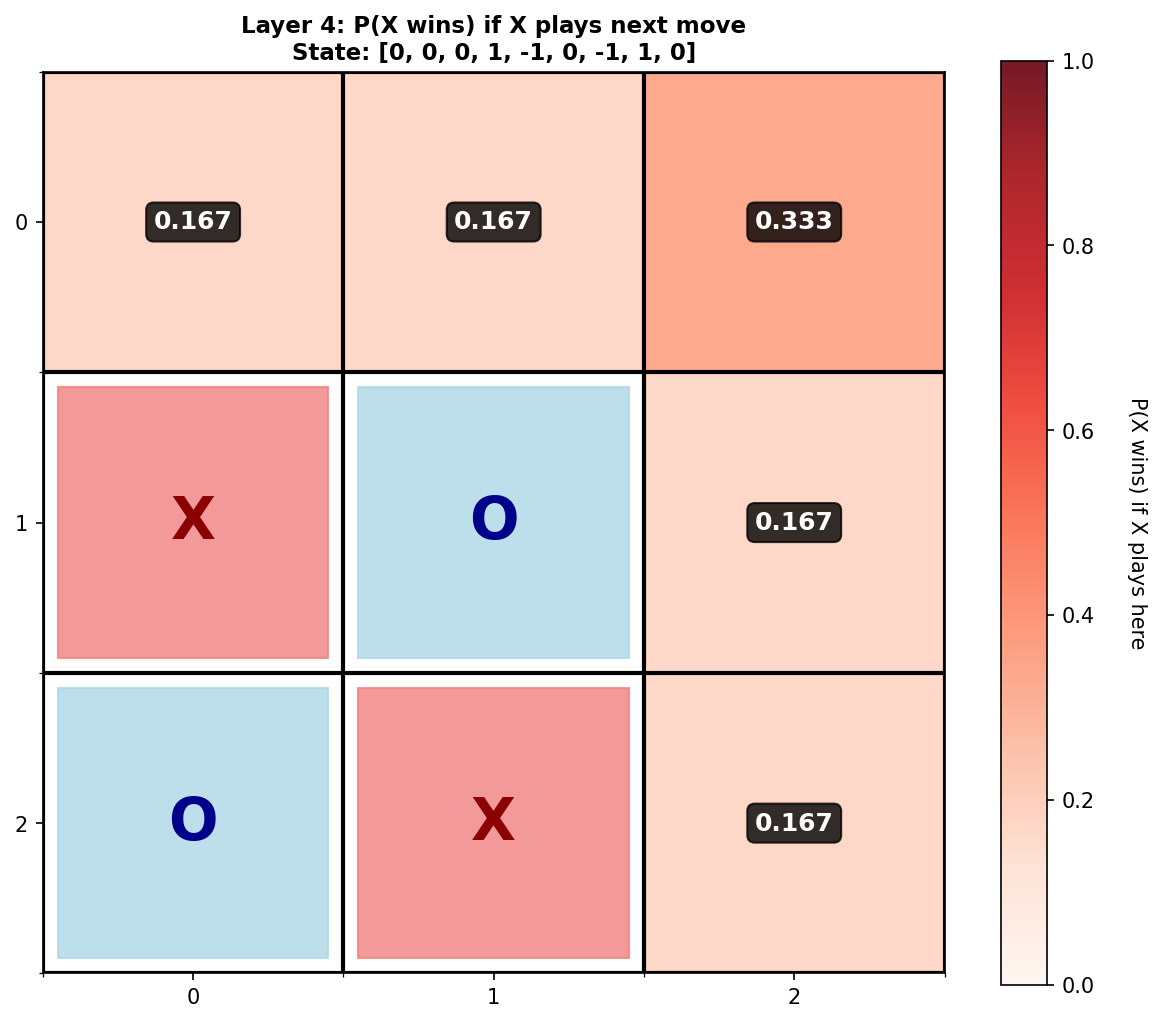 Layer 4: P(X wins) if X plays next move
State: [0, 0, 0, 1, -1, 0, -1, 1, 0]
1.0
0.8
0.6
0.4
0.2
0.0
P(X wins) if X plays here
0
0.167
0.167
0.333
1
X
O
0.167
2
O
X
0.167
0
1
2